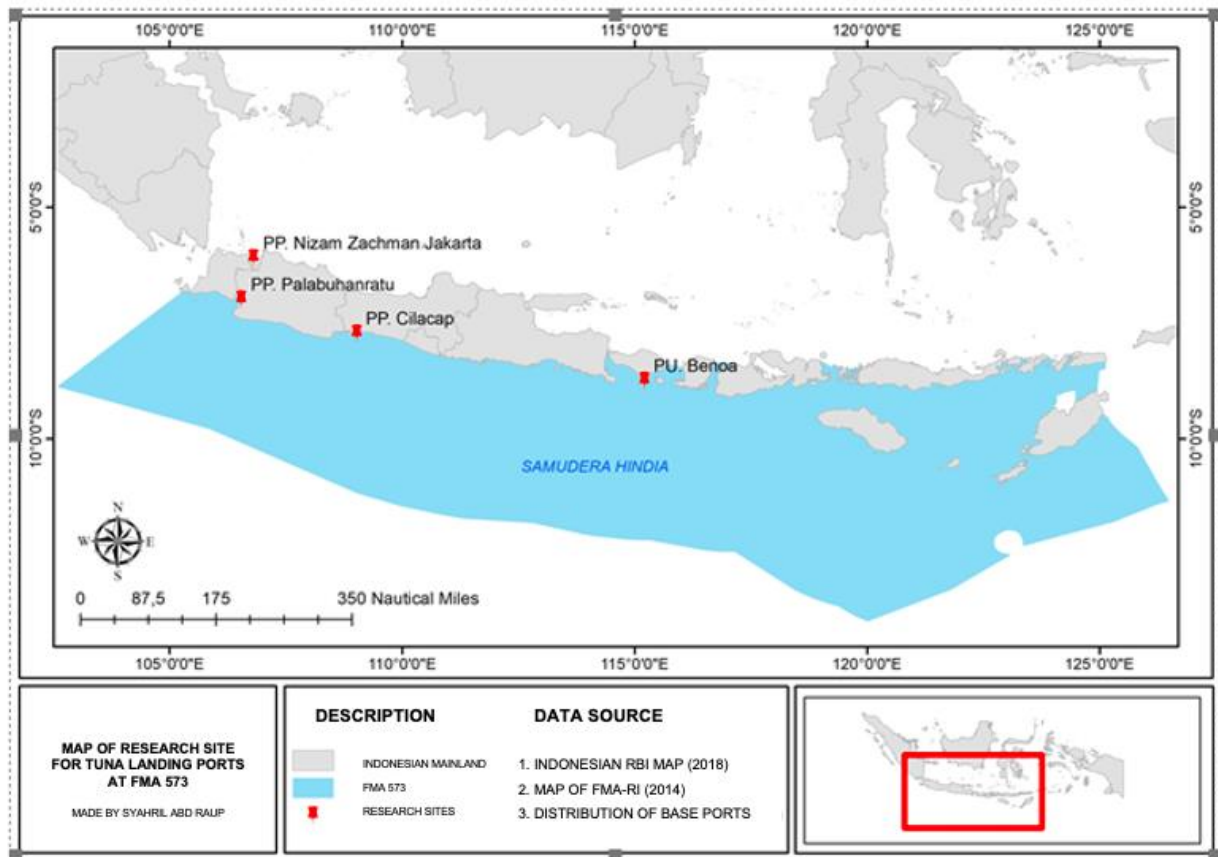 105°0'0"E 110°0'0"E 115°0'0"E 120°0'0"E 125°0'0"E
5°0'0"S
5°0'0"S
PP. Nizam Zachman Jakarta
PP. Palabuhanratu
PP. Cilacap
PU. Benoa
10°0'0"S
10°0'0"S
SAMUDERA HINDIA
N
W E
S
0 87,5 175 350 Nautical Miles
105°0'0"E 110°0'0"E 115°0'0"E 120°0'0"E 125°0'0"E
MAP OF RESEARCH SITE
FOR TUNA LANDING PORTS
AT FMA 573
MADE BY SYAHRIL ABD RAUP
DESCRIPTION
INDONESIAN MAINLAND
FMA 573
RESEARCH SITES
DATA SOURCE
1. INDONESIAN RBI MAP (2018)
2. MAP OF FMA-RI (2014)
3. DISTRIBUTION OF BASE PORTS